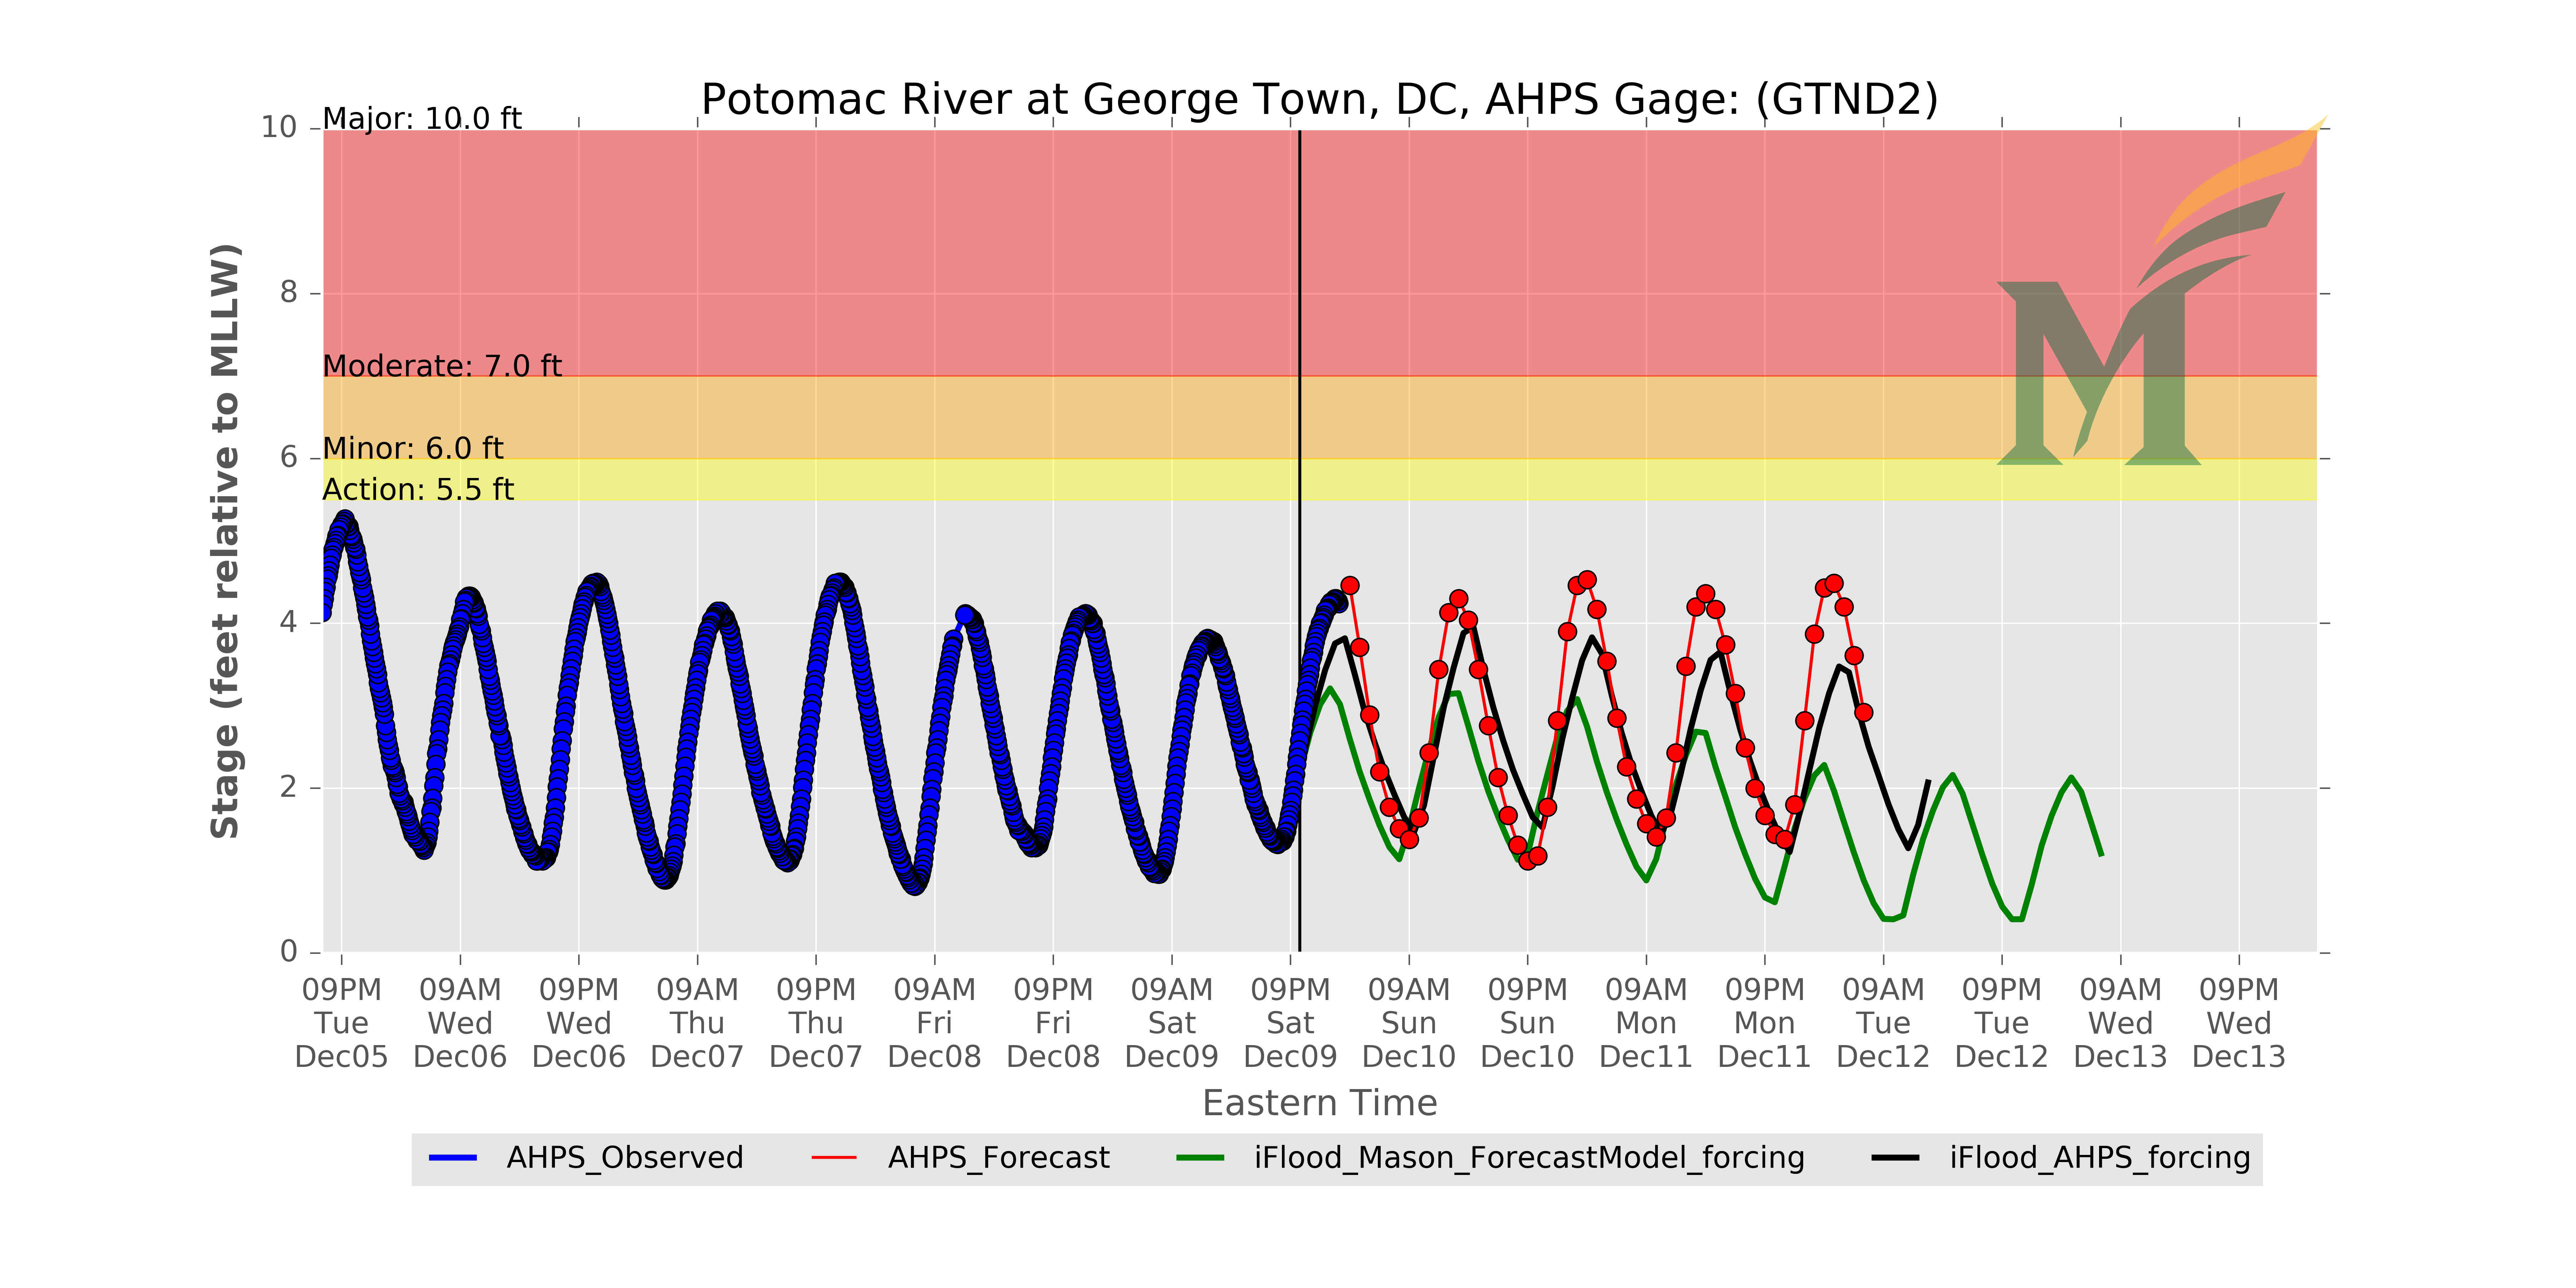 Potomac River at George Town, DC, AHPS Gage: (GTND2)
Major: 10.0 ft
Moderate: 7.0 ft
Minor: 6.0 ft
Action: 5.5 ft
10
8
6
4
2
0
Stage (feet relative to MLLW)
09PM 09AM 09PM 09AM 09PM 09AM 09PM 09AM 09PM 09AM 09PM 09AM 09PM 09AM 09PM 09AM 09PM
Tue Wed Wed Thu Thu Fri Fri Sat Sat Sun Sun Mon Mon Tue Tue Wed Wed
Dec05 Dec06 Dec06 Dec07 Dec07 Dec08 Dec08 Dec09 Dec09 Dec10 Dec10 Dec11 Dec11 Dec12 Dec12 Dec13 Dec13
Eastern Time
AHPS_Observed AHPS_Forecast iFlood_Mason_ForecastModel_forcing iFlood_AHPS_forcing
M